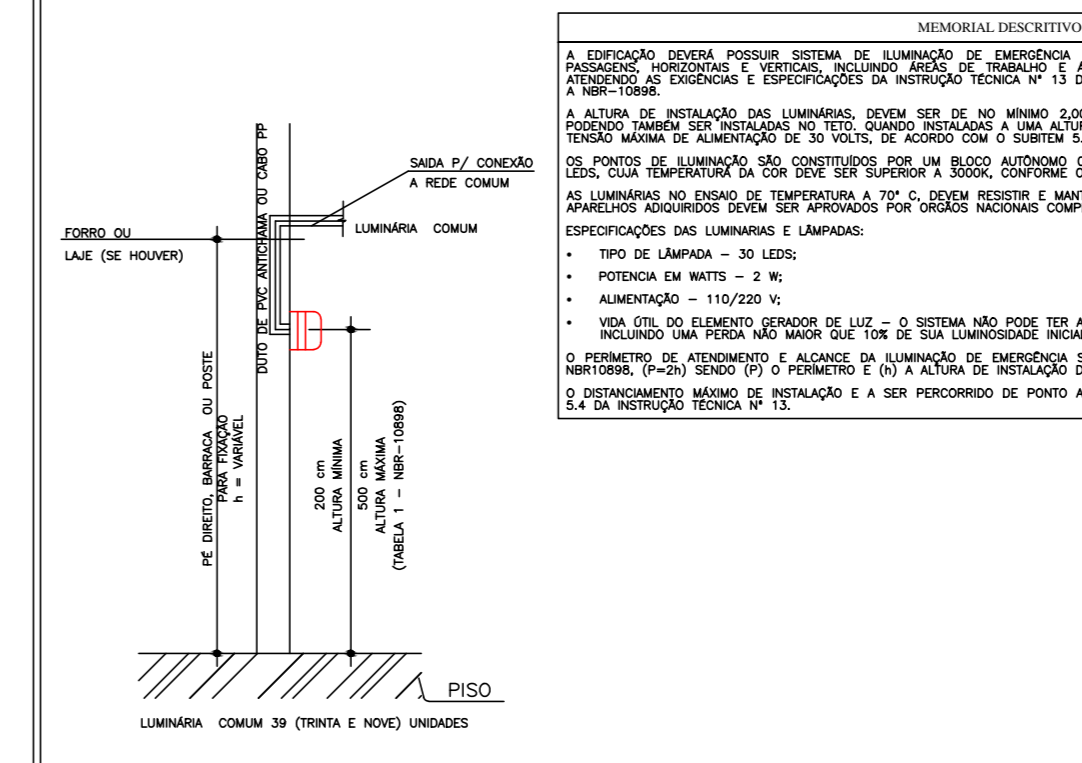 MEMORIAL DESCRITIVO
A EDIFICAÇÃO DEVERÁ POSSUIR SISTEMA DE ILUMINAÇÃO DE EMERGÊNCIA
PASSAGENS, HORIZONTAIS E VERTICAIS, INCLUINDO ÁREAS DE TRABALHO E
ATENDENDO AS EXIGÊNCIAS E ESPECIFICAÇÕES DA INSTRUÇÃO TÉCNICA N° 13
A NBR-10898.
A ALTURA DE INSTALAÇÃO DAS LUMINÁRIAS, DEVEM SER DE NO MÍNIMO
PODENDO TAMBÉM SER INSTALADAS NO TETO. QUANDO INSTALADAS A UMA
TENSÃO MÁXIMA DE ALIMENTAÇÃO DE 30 VOLTS, DE ACORDO COM O SUBITEM
OS PONTOS DE ILUMINAÇÃO SÃO CONSTITUÍDOS POR UM BLOCO AUTÔNOMO
LEDS, CUJA TEMPERATURA DA COR DEVE SER SUPERIOR A 3000K, CONFORME
AS LUMINÁRIAS NO ENSAIO DE TEMPERATURA A 70° C, DEVEM RESISTIR E
APARELHOS ADQUIRIDOS DEVEM SER APROVADOS POR ORGÃOS NACIONAIS
ESPECIFICAÇÕES DAS LUMINARIAS E LÂMPADAS:
• TIPO DE LÂMPADA – 30 LEDS;
• POTENCIA EM WATTS – 2 W;
• ALIMENTAÇÃO – 110/220 V;
• VIDA ÚTIL DO ELEMENTO GERADOR DE LUZ – O SISTEMA NÃO PODE TER
INCLUINDO UMA PERDA NÃO MAIOR QUE 10% DE SUA LUMINOSIDADE
O PERÍMETRO DE ATENDIMENTO E ALCANCE DA ILUMINAÇÃO DE EMERGÊNCIA
NBR10898, (P=2h) SENDO (P) O PERÍMETRO E (h) A ALTURA DE INSTALAÇÃO
O DISTANCIAMENTO MÁXIMO DE INSTALAÇÃO E A SER PERCORRIDO DE PONTO
5.4 DA INSTRUÇÃO TÉCNICA N° 13.
SAIDA P/ CONEXÃO
A REDE COMUM
LUMINÁRIA COMUM
FORRO OU
LAJE (SE HOUVER)
DUTO DE PVC ANTICHAMA OU CABO PP
PÉ DIREITO, BARRACA OU POSTE
PARA FIXAÇÃO
h = VARIÁVEL
200 cm
ALTURA MÍNIMA
500 cm
ALTURA MÁXIMA
(TABELA 1 – NBR-10898)
PISO
LUMINÁRIA COMUM 39 (TRINTA E NOVE) UNIDADES